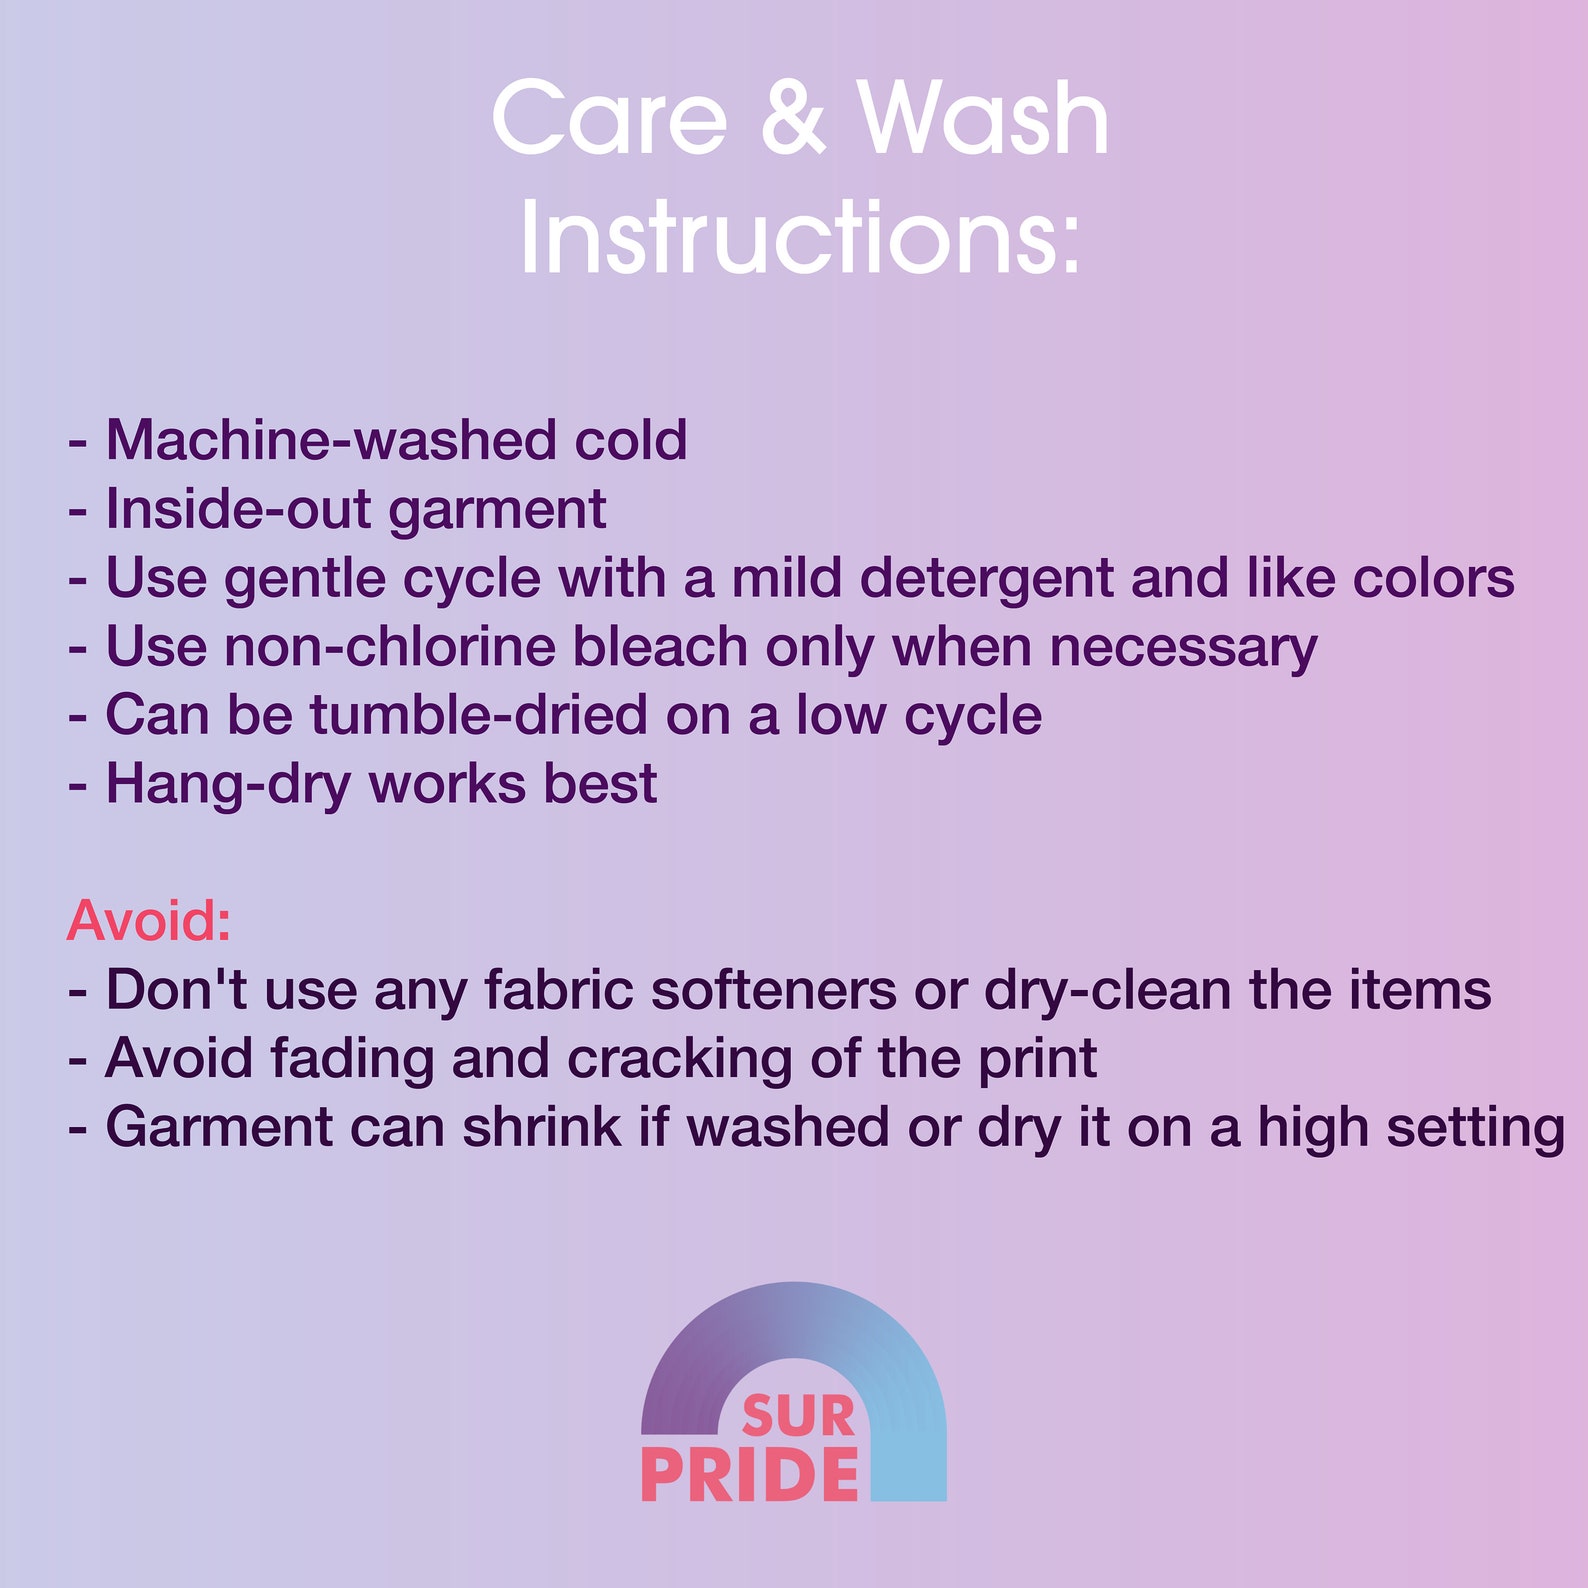 Care & Wash
Instructions:
- Machine-washed cold
- Inside-out garment
- Use gentle cycle with a mild detergent and like colors
- Use non-chlorine bleach only when necessary
- Can be tumble-dried on a low cycle
- Hang-dry works best
Avoid:
- Don't use any fabric softeners or dry-clean the items
- Avoid fading and cracking of the print
- Garment can shrink if washed or dry it on a high setting
SUR
PRIDE